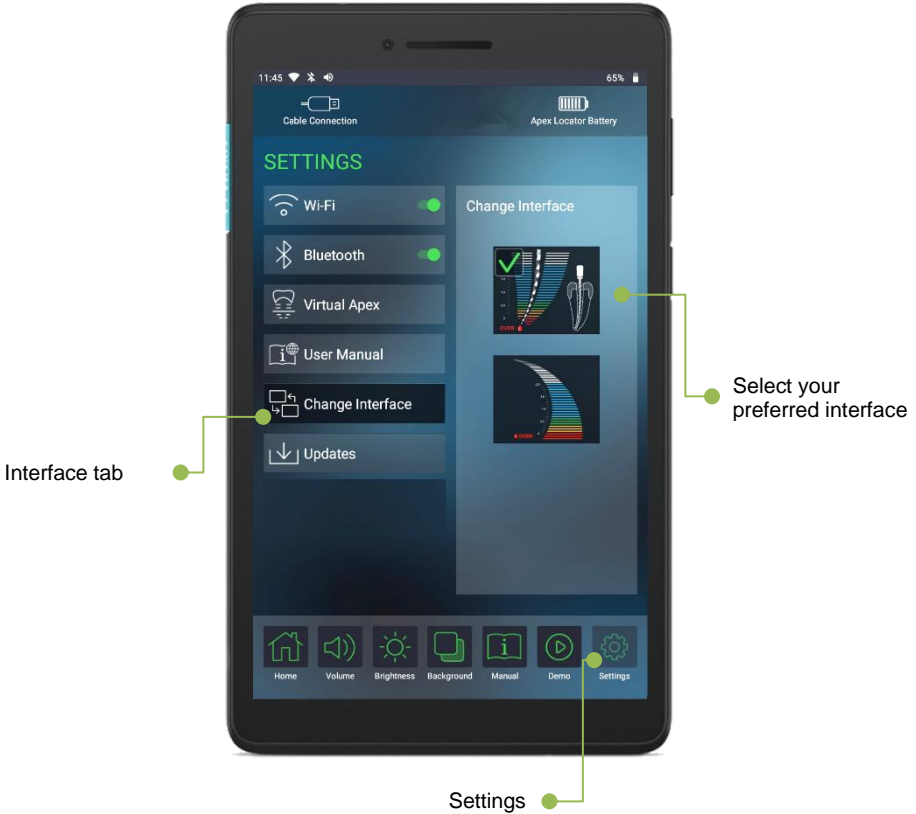 11:45
65%
Cable Connection
Apex Locator Battery
SETTINGS
Wi-Fi
Bluetooth
Virtual Apex
User Manual
Change Interface
Updates
Change Interface
OVER
OVER
Select your
preferred interface
Interface tab
Home
Volume
Brightness
Background
Manual
Demo
Settings
Settings